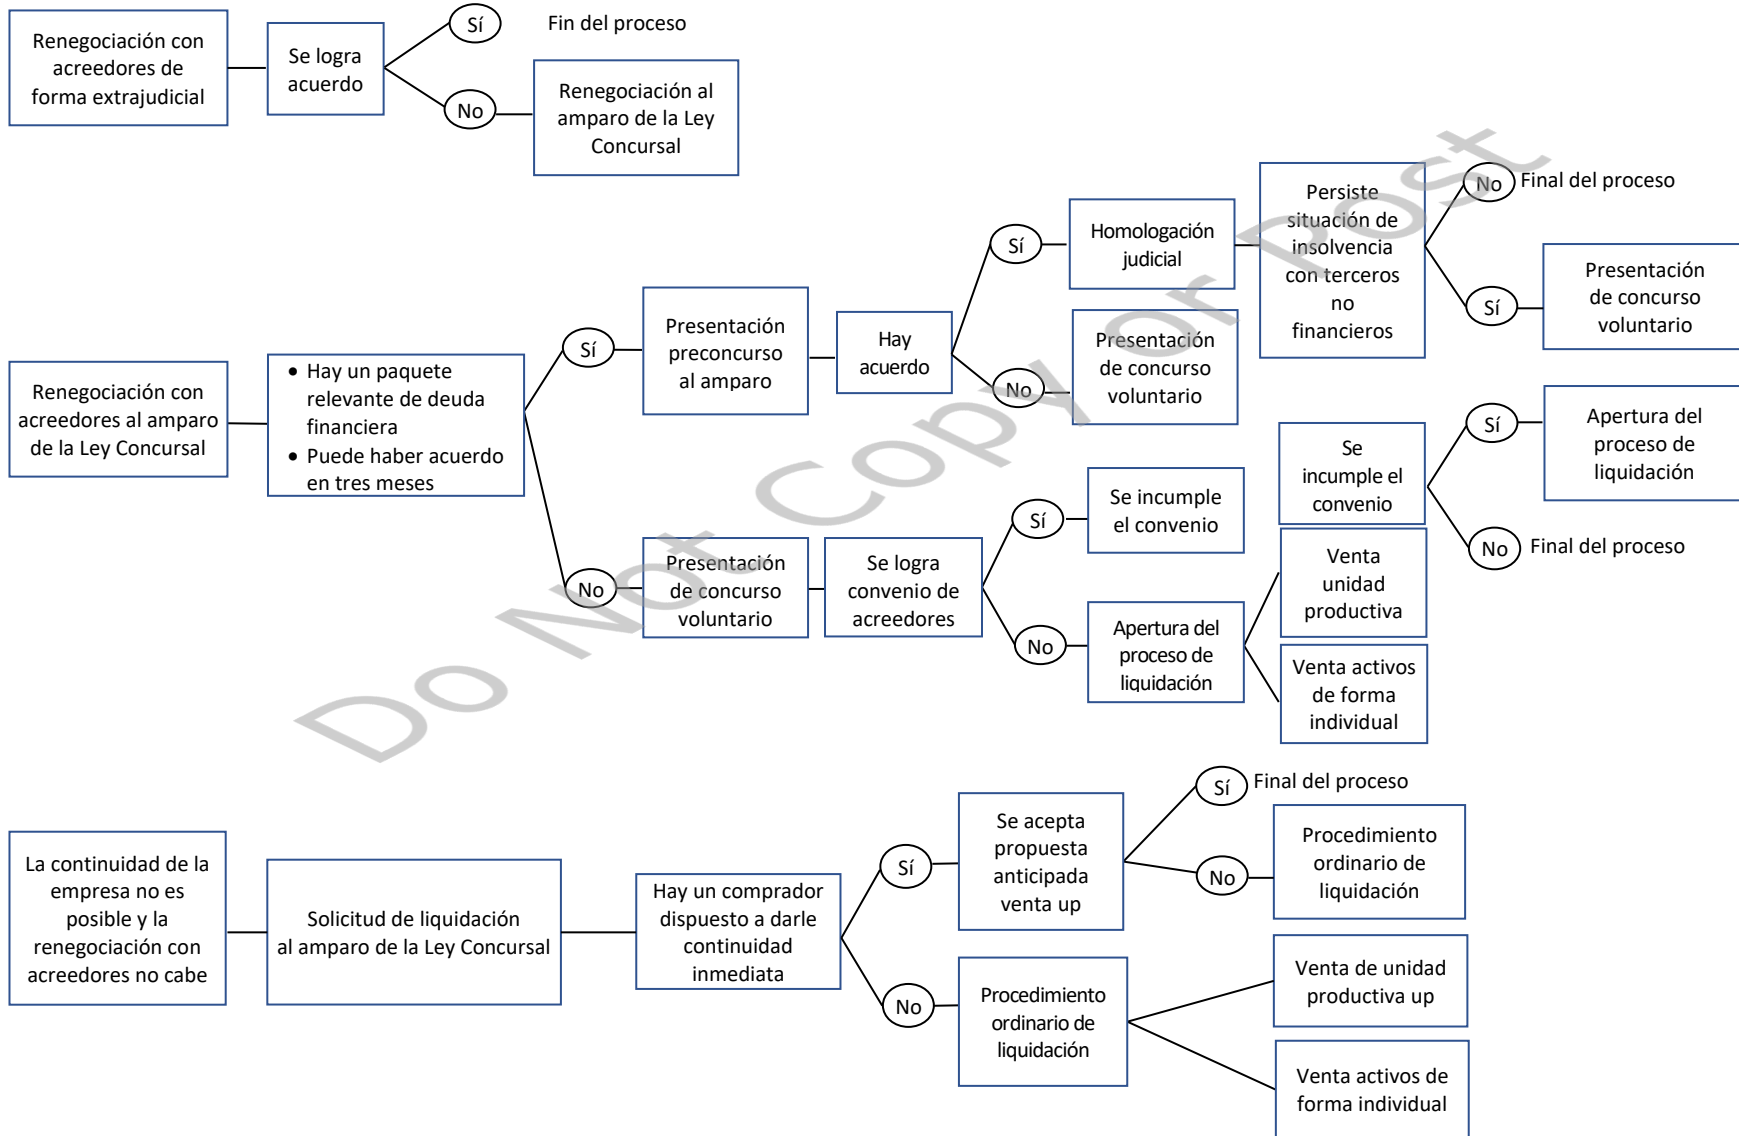 Renegociación con
acreedores de
forma extrajudicial
Se logra
acuerdo
Sí
Fin del proceso
No
Renegociación al
amparo de la Ley
Concursal
Renegociación con
acreedores al amparo
de la Ley Concursal
• Hay un paquete
relevante de deuda
financiera
• Puede haber acuerdo
en tres meses
Sí
Presentación
preconcurso
al amparo
Hay
acuerdo
Sí
Homologación
judicial
Persiste
situación de
insolvencia
con terceros
no
financieros
No
Final del proceso
Sí
Presentación
de concurso
voluntario
No
Presentación
de concurso
voluntario
No
Presentación
de concurso
voluntario
Se logra
convenio de
acreedores
Sí
Se incumple
el convenio
Se
incumple el
convenio
Sí
Apertura del
proceso de
liquidación
No
Final del proceso
No
Apertura del
proceso de
liquidación
Venta
unidad
productiva
Venta activos
de forma
individual
La continuidad de la
empresa no es
posible y la
renegociación con
acreedores no cabe
Solicitud de liquidación
al amparo de la Ley Concursal
Hay un comprador
dispuesto a darle
continuidad
inmediata
Sí
Se acepta
propuesta
anticipada
venta up
Sí
Final del proceso
No
Procedimiento
ordinario de
liquidación
No
Procedimiento
ordinario de
liquidación
Venta de unidad
productiva up
Venta activos de
forma individual
Do Not Copy or Post